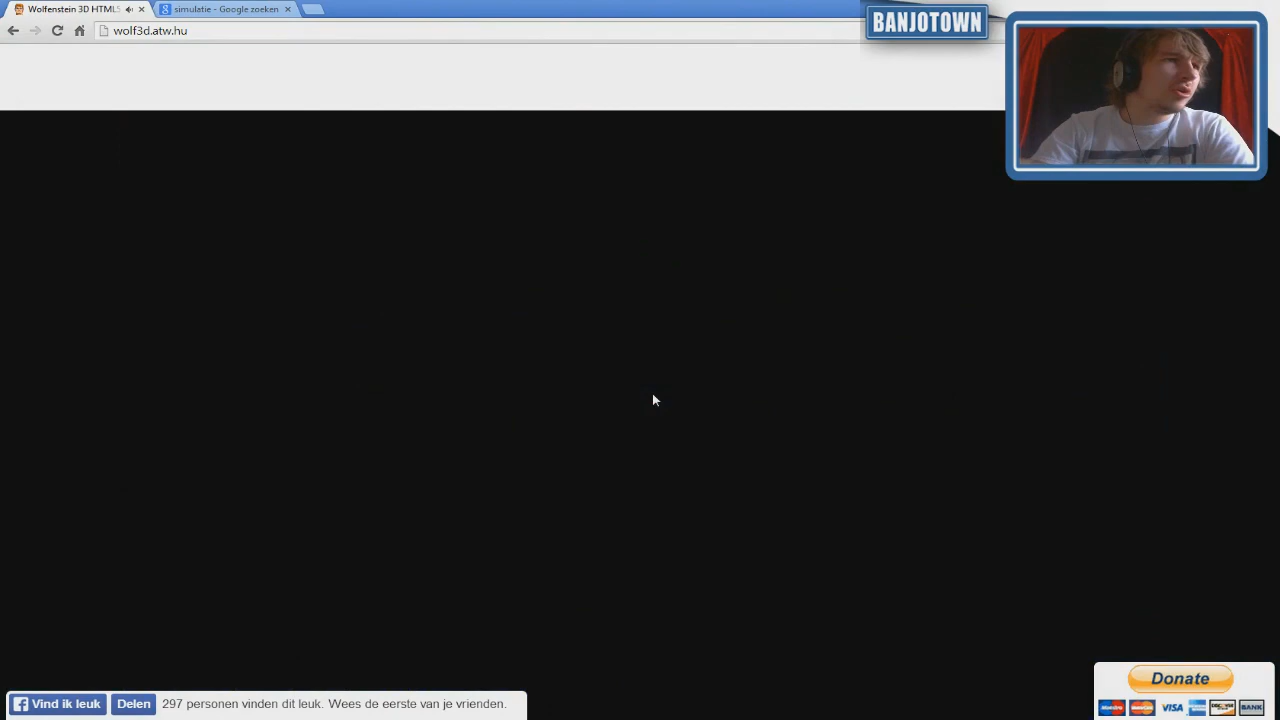 Wolfenstein 3D HTML5
simulatie - Google zoeken
wolf3d.atw.hu
BANJOTOWN
Vind ik leuk
Delen
297 personen vinden dit leuk. Wees de eerste van je vrienden.
Donate
VISA
BANK